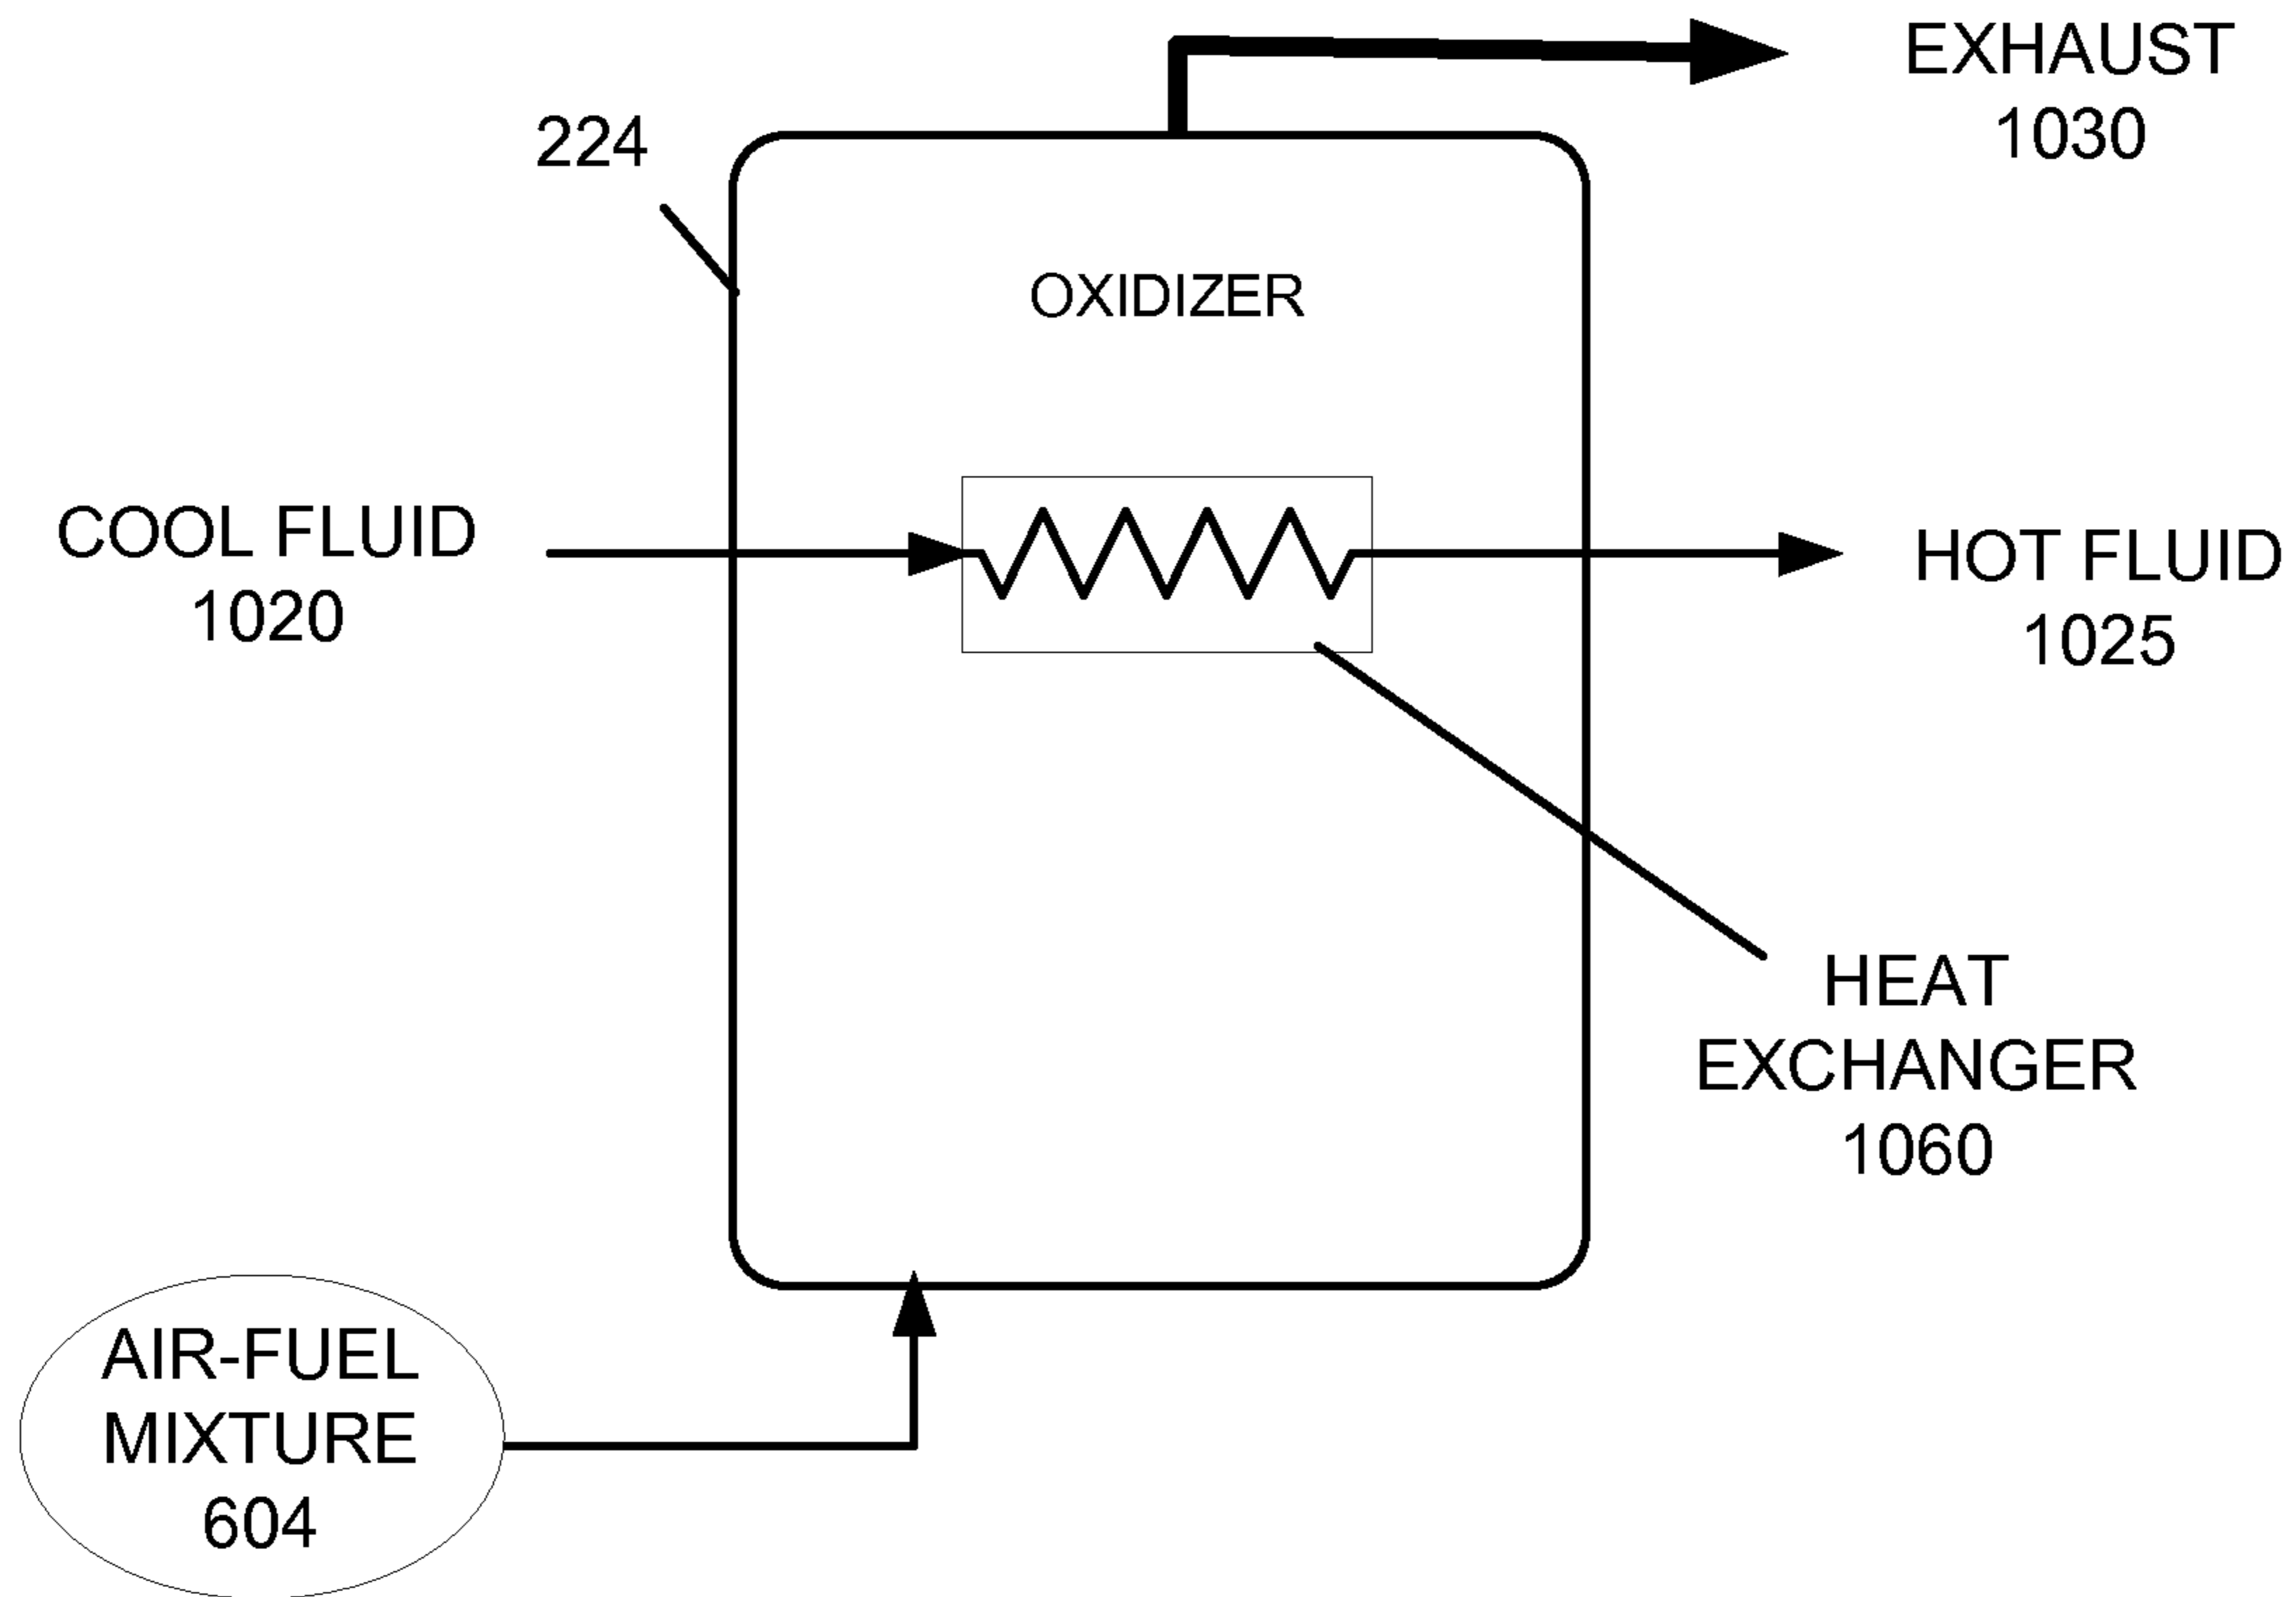 EXHAUST
1030
224
OXIDIZER
COOL FLUID
1020
HOT FLUID
1025
HEAT
EXCHANGER
1060
AIR-FUEL
MIXTURE
604